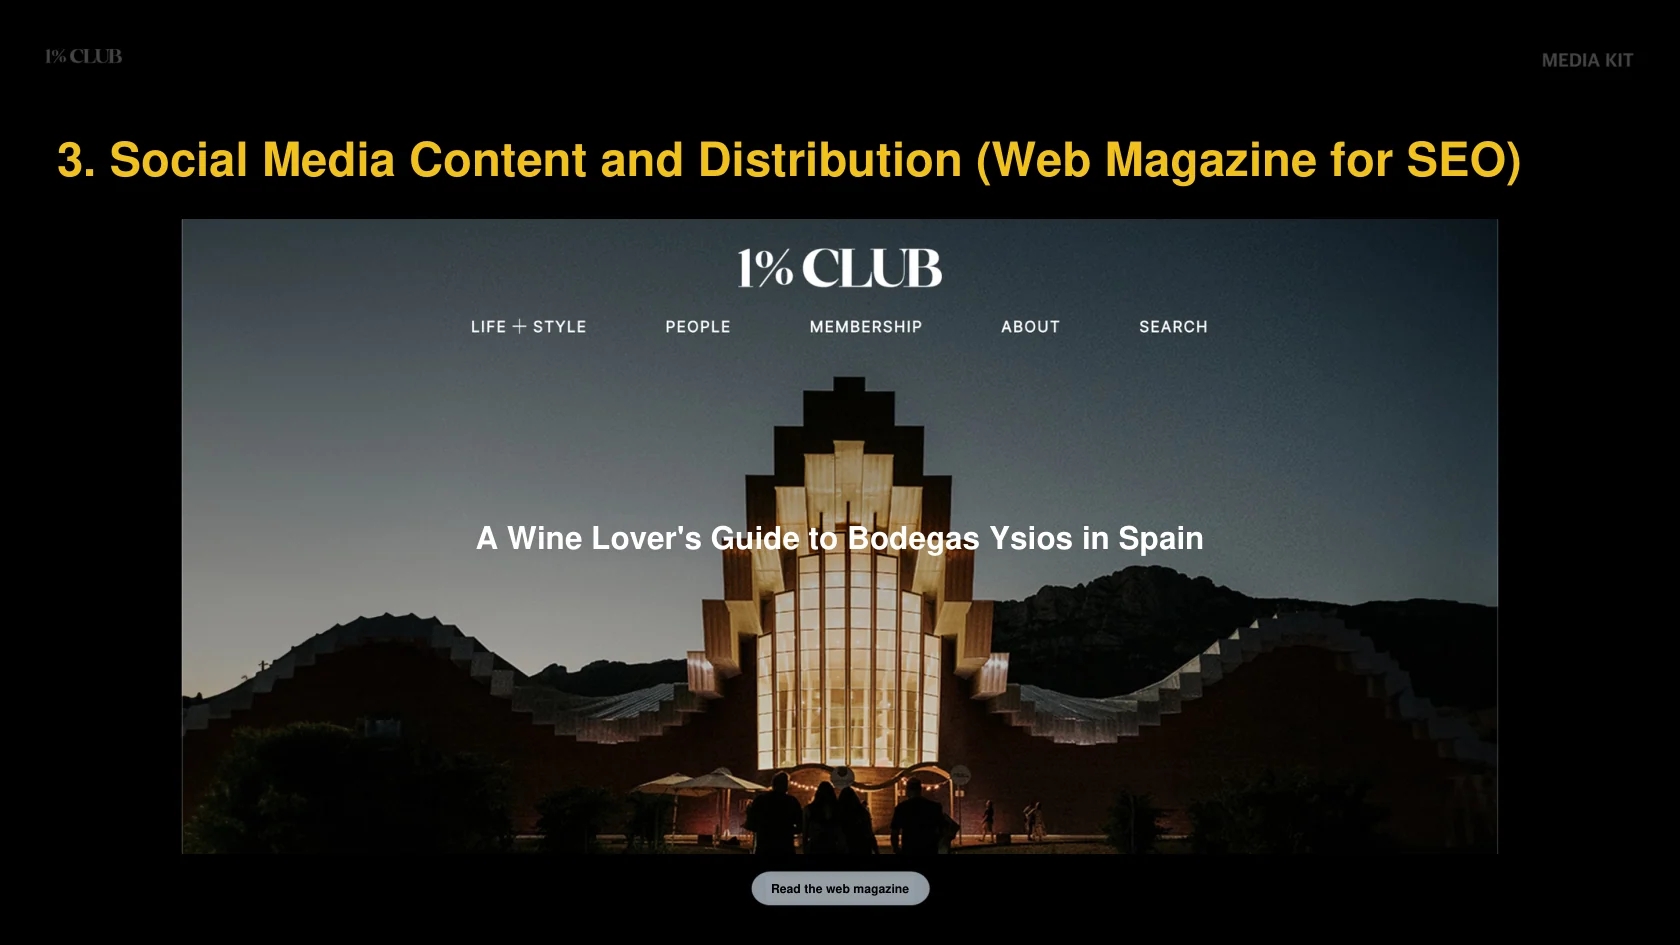 1% CLUB
MEDIA KIT
3. Social Media Content and Distribution (Web Magazine for SEO)
1% CLUB
LIFE + STYLE PEOPLE MEMBERSHIP ABOUT SEARCH
A Wine Lover's Guide to Bodegas Ysios in Spain
Read the web magazine